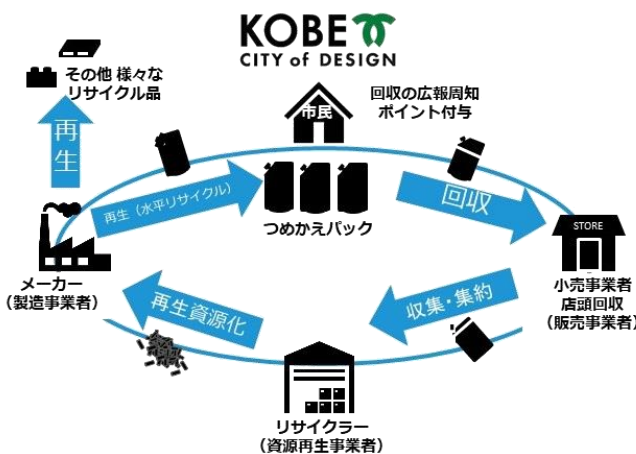 KOBE
CITY of DESIGN
その他 様々な
リサイクル品
再生
市民
回収の広報周知
ポイント付与
再生（水平リサイクル）
つめかえパック
回収
STORE
メーカー
（製造事業者）
小売事業者
店頭回収
（販売事業者）
再生資源化
収集・集約
リサイクラー
（資源再生事業者）